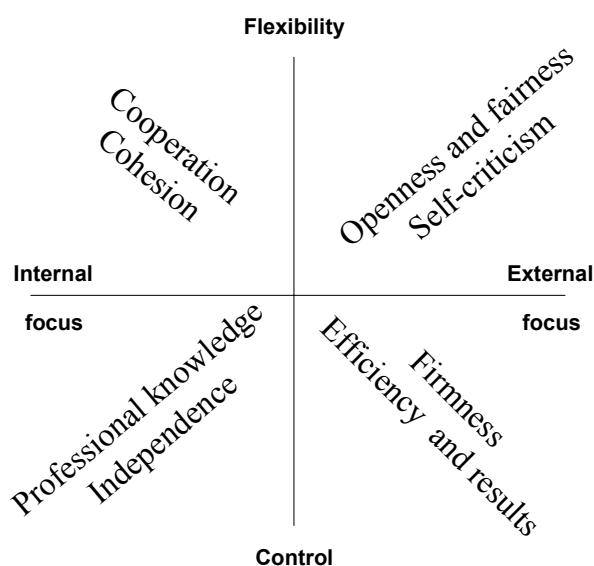 Flexibility
Cooperation
Cohesion
Openness and fairness
Self-criticism
Internal
focus
External
focus
Professional knowledge
Independence
Firmness
Efficiency and results
Control